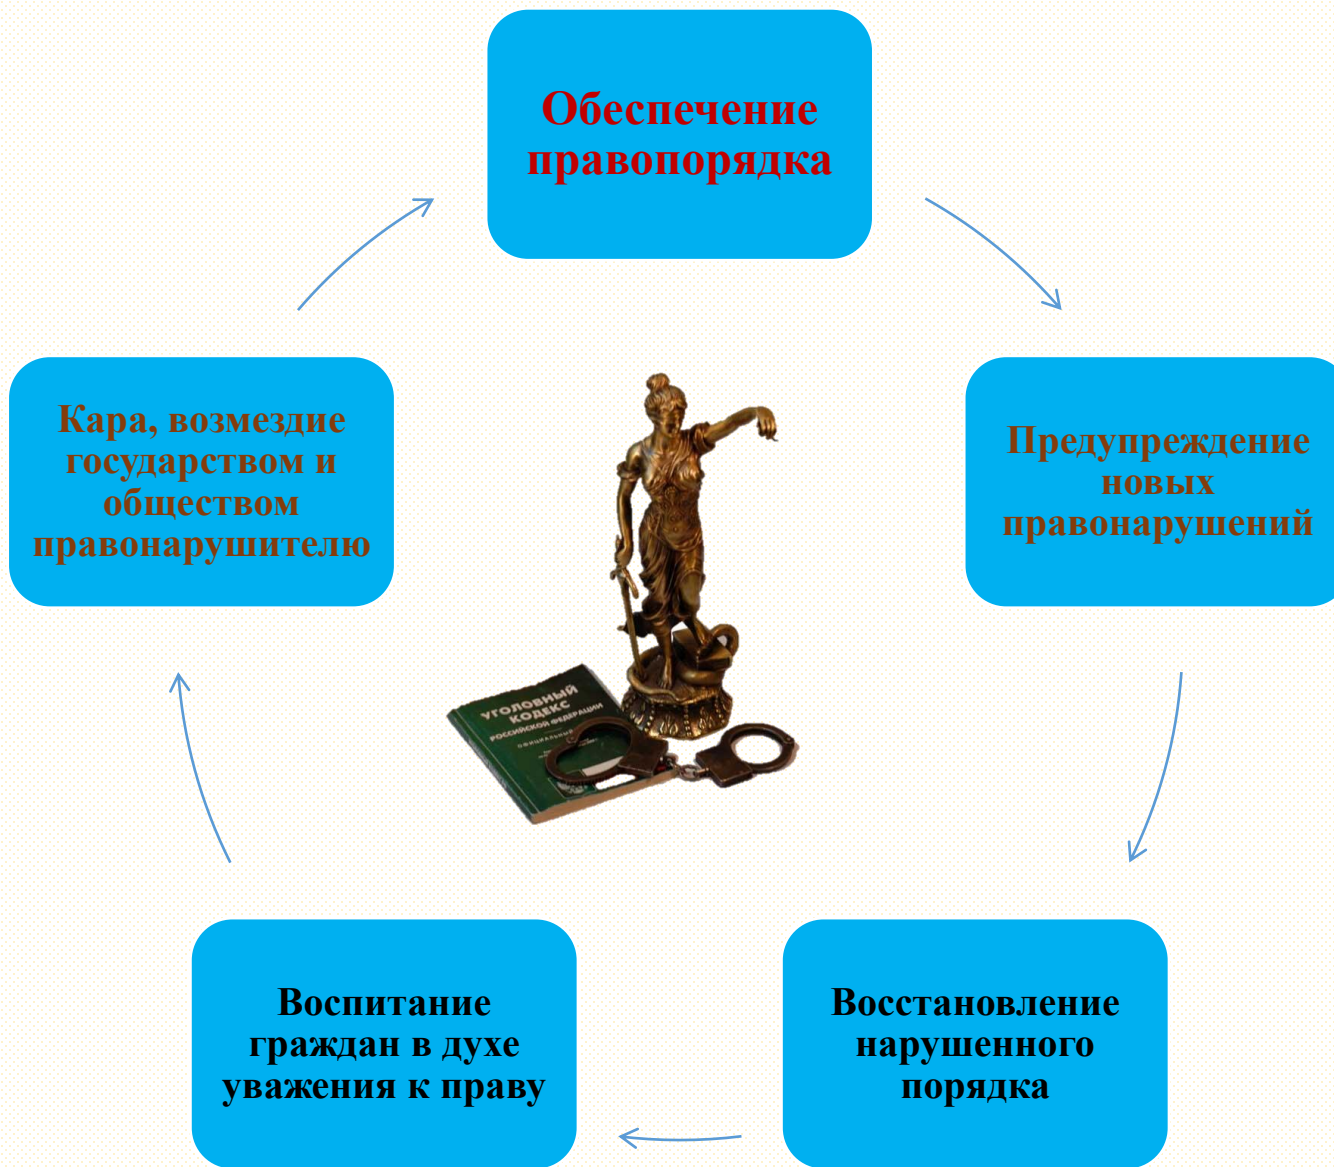 Обеспечение
правопорядка
Предупреждение
новых
правонарушений
Восстановление
нарушенного
порядка
Воспитание
граждан в духе
уважения к праву
Кара, возмездие
государством и
обществом
правонарушителю
УГОЛОВНЫЙ
КОДЕКС
РОССИЙСКОЙ ФЕДЕРАЦИИ